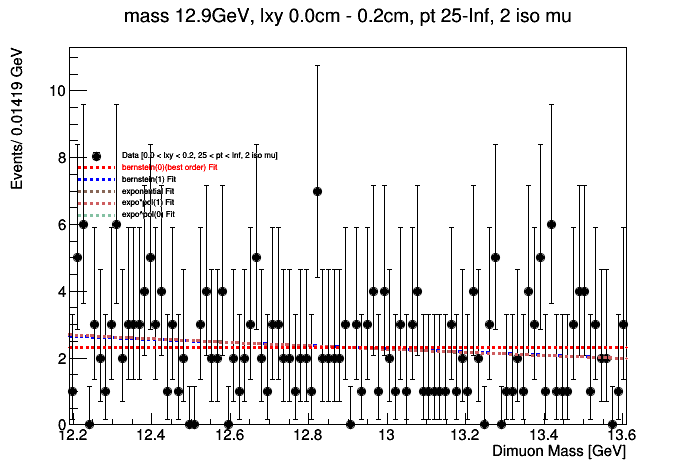 mass 12.9GeV, lxy 0.0cm - 0.2cm, pt 25-Inf, 2 iso mu
Events/ 0.01419 GeV
10
8
6
4
2
0
Data [0.0 < lxy < 0.2, 25 < pt < Inf, 2 iso mu]
bernstein(0)(best order) Fit
bernstein(1) Fit
exponential Fit
expo*pol(1) Fit
expo*pol(0) Fit
12.2 12.4 12.6 12.8 13 13.2 13.4 13.6
Dimuon Mass [GeV]